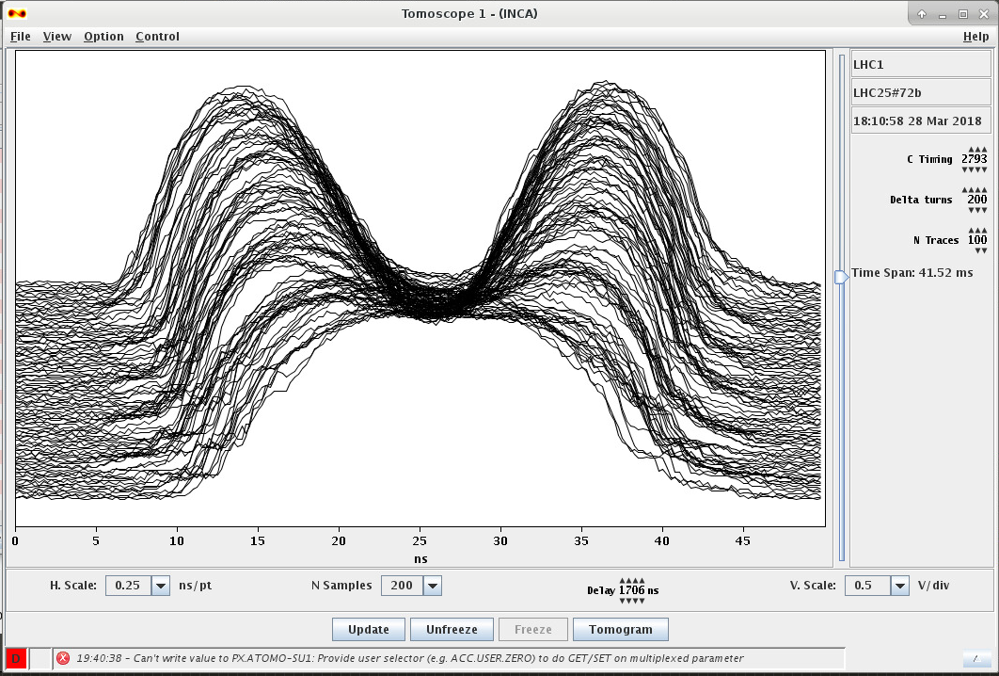 Tomoscope 1 - (INCA)
File View Option Control Help
LHC1
LHC25#72b
18:10:58 28 Mar 2018
C Timing 2793
Delta turns 200
N Traces 100
Time Span: 41.52 ms
0 5 10 15 20 25 30 35 40 45
ns
H. Scale: 0.25 ns/pt N Samples 200 Delay 1706 ns V. Scale: 0.5 V/div
Update Unfreeze Freeze Tomogram
D 19:40:38 - Can't write value to PX.ATOMO-SU1: Provide user selector (e.g. ACC.USER.ZERO) to do GET/SET on multiplexed parameter